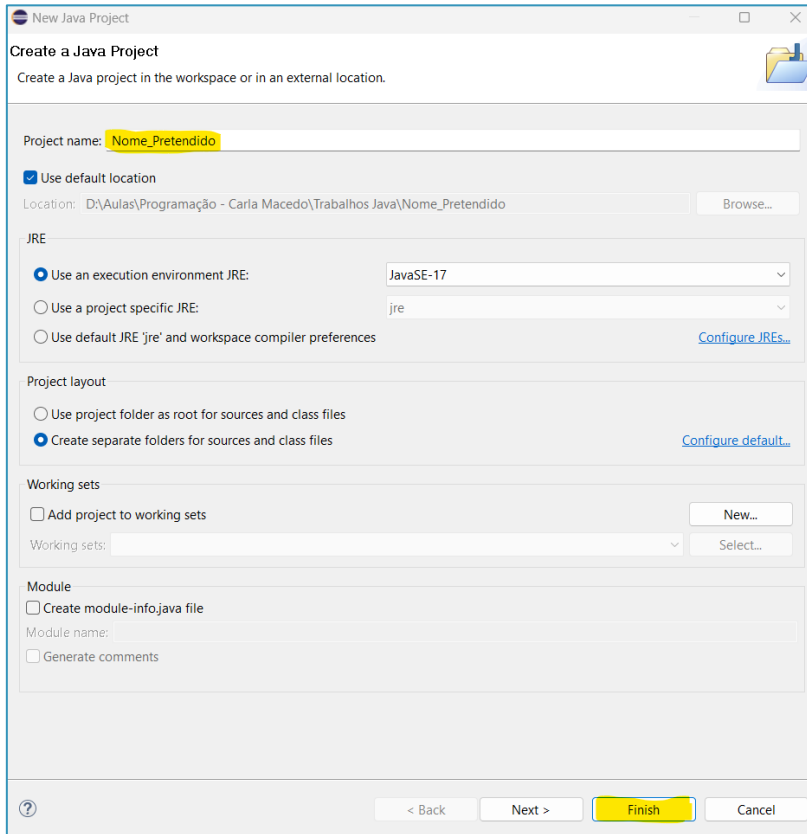 New Java Project
Create a Java Project
Create a Java project in the workspace or in an external location.
Project name: Nome_Pretendido
Use default location
Location: D:\Aulas\Programação - Carla Macedo\Trabalhos Java\Nome_Pretendido Browse...
JRE
Use an execution environment JRE: JavaSE-17
Use a project specific JRE: jre
Use default JRE 'jre' and workspace compiler preferences Configure JREs...
Project layout
Use project folder as root for sources and class files
Create separate folders for sources and class files Configure default...
Working sets
Add project to working sets New...
Working sets: Select...
Module
Create module-info.java file
Module name:
Generate comments
? < Back Next > Finish Cancel